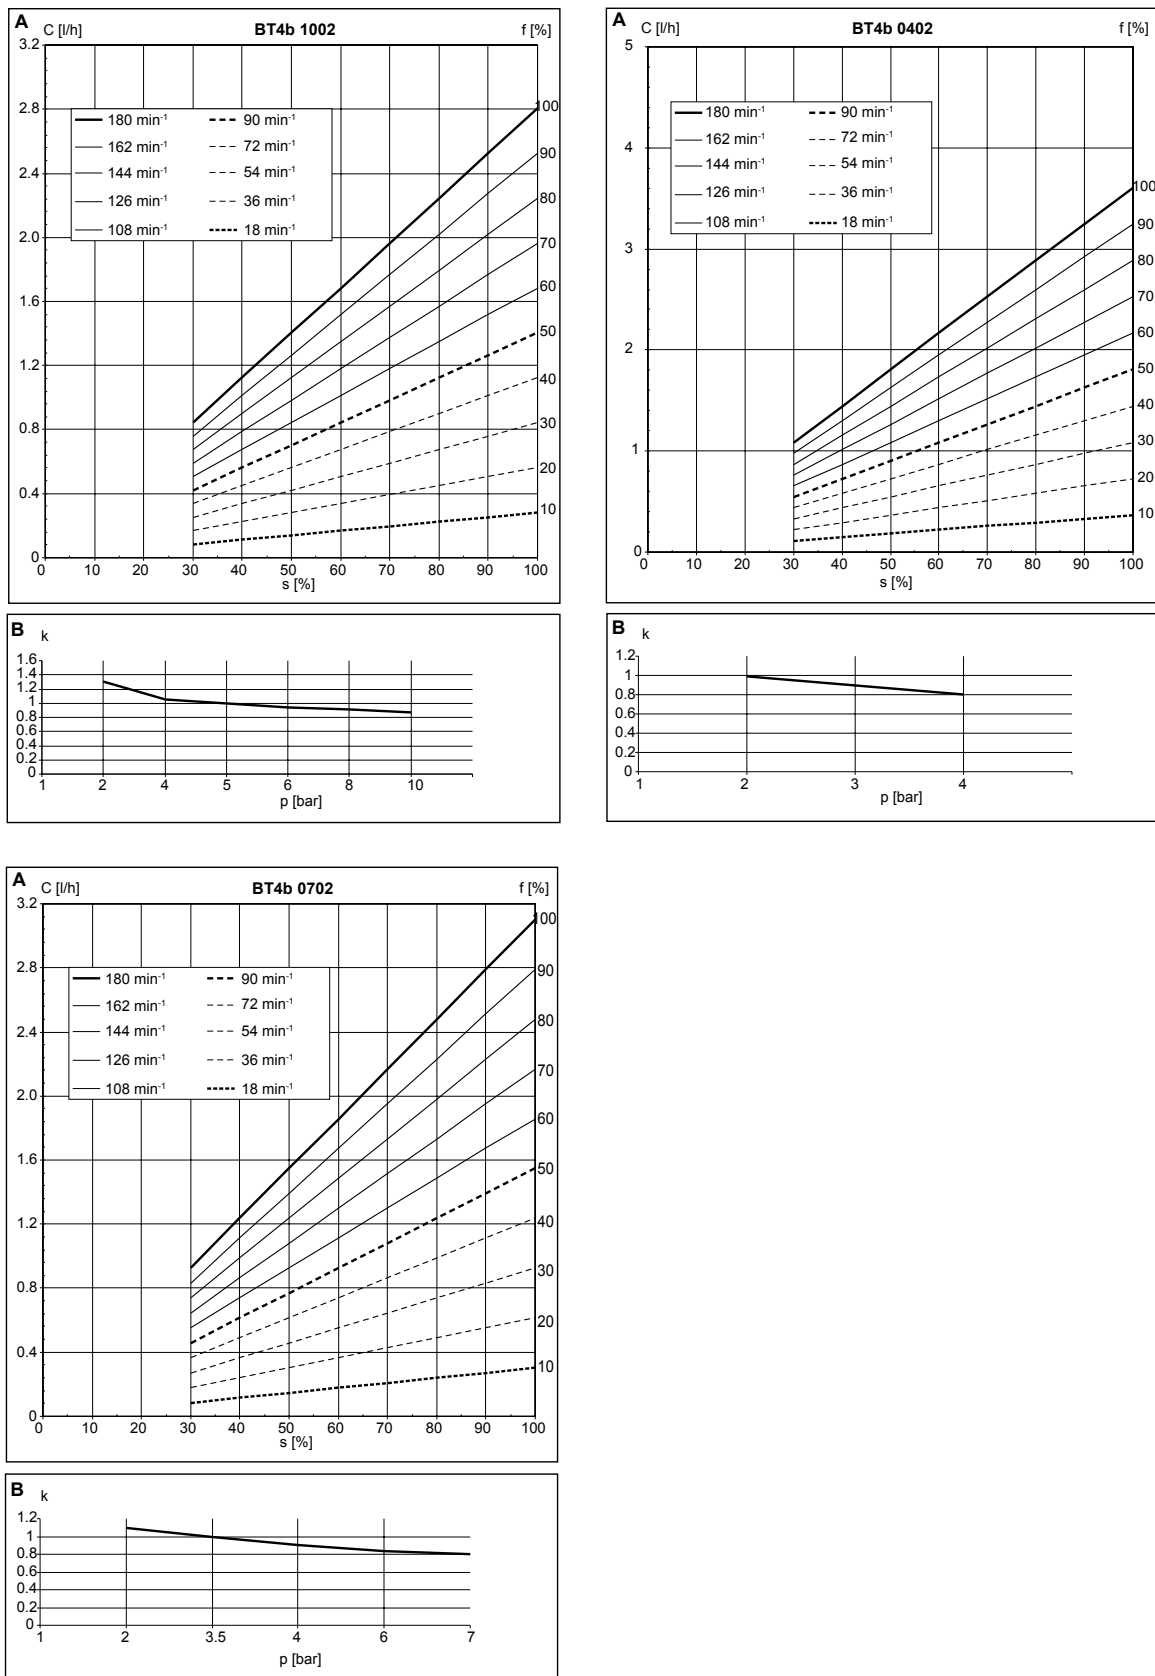 A
C [l/h] BT4b 1002 f [%]
3.2
2.8
2.4
2.0
1.6
1.2
0.8
0.4
0
180 min-1 90 min-1
162 min-1 72 min-1
144 min-1 54 min-1
126 min-1 36 min-1
108 min-1 18 min-1
100
90
80
70
60
50
40
30
20
10
0 10 20 30 40 50 60 70 80 90 100
s [%]
B
k
1.6
1.4
1.2
1
0.8
0.6
0.4
0.2
0
1 2 4 5 6 8 10
p [bar]
A
C [l/h] BT4b 0402 f [%]
5
4
3
2
1
0
180 min-1 90 min-1
162 min-1 72 min-1
144 min-1 54 min-1
126 min-1 36 min-1
108 min-1 18 min-1
100
90
80
70
60
50
40
30
20
10
0 10 20 30 40 50 60 70 80 90 100
s [%]
B
k
1.2
1
0.8
0.6
0.4
0.2
0
1 2 3 4
p [bar]
A
C [l/h] BT4b 0702 f [%]
3.2
2.8
2.4
2.0
1.6
1.2
0.8
0.4
0
180 min-1 90 min-1
162 min-1 72 min-1
144 min-1 54 min-1
126 min-1 36 min-1
108 min-1 18 min-1
100
90
80
70
60
50
40
30
20
10
0 10 20 30 40 50 60 70 80 90 100
s [%]
B
k
1.2
1
0.8
0.6
0.4
0.2
0
1 2 3.5 4 6 7
p [bar]